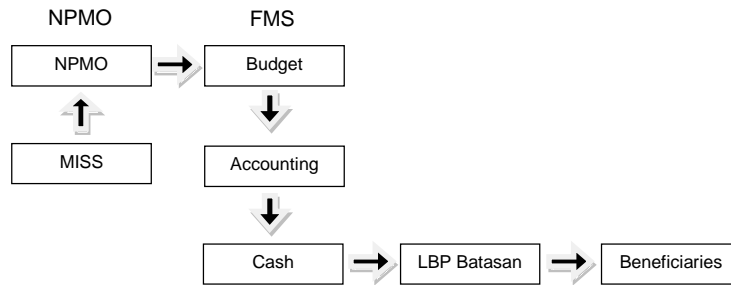 NPMO
FMS
NPMO
Budget
MISS
Accounting
Cash
LBP Batasan
Beneficiaries